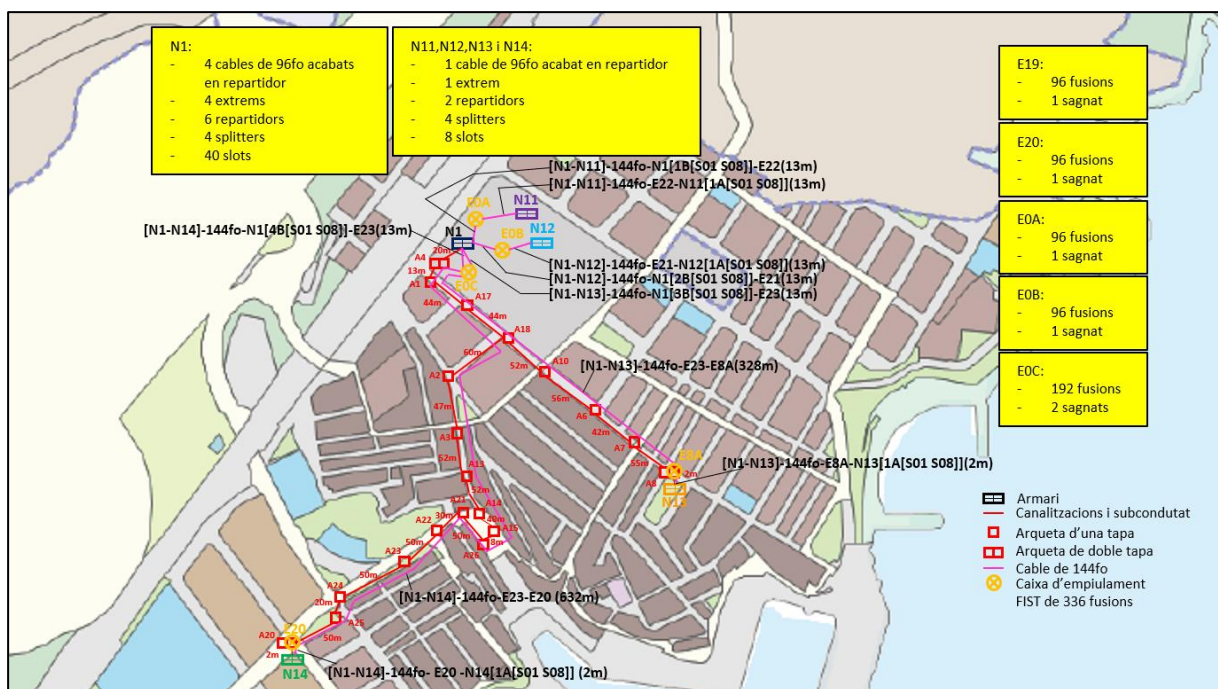 N1:
- 4 cables de 96fo acabats
en repartidor
- 4 extrems
- 6 repartidors
- 4 splitters
- 40 slots
N11,N12,N13 i N14:
- 1 cable de 96fo acabat en repartidor
- 1 extrem
- 2 repartidors
- 4 splitters
- 8 slots
E19:
- 96 fusions
- 1 sagnat
E20:
- 96 fusions
- 1 sagnat
E0A:
- 96 fusions
- 1 sagnat
E0B:
- 96 fusions
- 1 sagnat
E0C:
- 192 fusions
- 2 sagnats
[N1-N11]-144fo-N1[1B[S01 S08]]-E22(13m)
[N1-N11]-144fo-E22-N11[1A[S01 S08]](13m)
E0A
N11
[N1-N14]-144fo-N1[4B[S01 S08]]-E23(13m)
N1
E0B
N12
20m
A4
[N1-N12]-144fo-E21-N12[1A[S01 S08]](13m)
13m
[N1-N12]-144fo-N1[2B[S01 S08]]-E21(13m)
A1
E0C
[N1-N13]-144fo-N1[3B[S01 S08]]-E23(13m)
44m
A17
44m
A18
60m
A10
52m
[N1-N13]-144fo-E23-E8A(328m)
A2
56m
47m
A6
42m
A3
A7
52m
55m
E8A
[N1-N13]-144fo-E8A-N13[1A[S01 S08]](2m)
A13
A8
2m
52m
N13
A21
A14
30m
40m
A22
A15
50m
50m
8m
A26
A23
50m
[N1-N14]-144fo-E23-E20 (632m)
A24
20m
A25
E20
A20
50m
2m
N14
[N1-N14]-144fo- E20 -N14[1A[S01 S08]] (2m)
Armari
Canalitzacions i subcondutat
Arqueta d'una tapa
Arqueta de doble tapa
Cable de 144fo
Caixa d'empiulament
FIST de 336 fusions